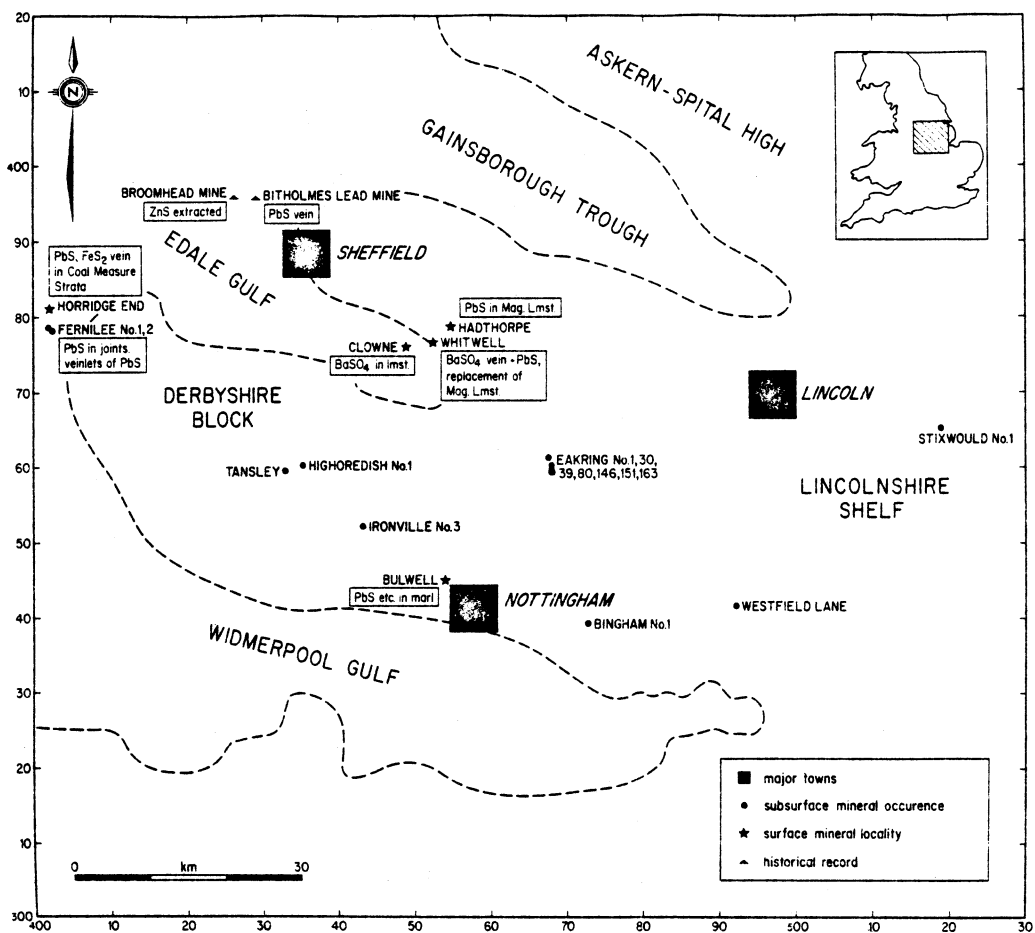 20
10
400
90
80
70
60
50
40
30
20
10
300
400
10
20
30
40
50
60
70
80
90
500
10
20
30
N
ASKERN-SPITAL HIGH
GAINSBOROUGH TROUGH
BROOMHEAD MINE
ZnS extracted
BITHOLMES LEAD MINE
PbS vein
SHEFFIELD
EDALE GULF
PbS, FeS₂ vein
in Coal Measure
Strata
HORRIDGE END
FERNILEE No.1,2
PbS in joints.
veinlets of PbS
PbS in Mag. Lmst.
HADTHORPE
WHITWELL
CLOWNE
BaSO₄ in lmst.
BaSO₄ vein + PbS,
replacement of
Mag. Lmst.
DERBYSHIRE
BLOCK
LINCOLN
STIXWOULD No.1
TANSLEY
HIGHOREDISH No.1
EAKRING No.1,30,
39,80,146,151,163
LINCOLNSHIRE
SHELF
IRONVILLE No.3
BULWELL
PbS etc. in marl
NOTTINGHAM
BINGHAM No.1
WESTFIELD LANE
WIDMERPOOL GULF
major towns
subsurface mineral occurence
surface mineral locality
historical record
0 km 30